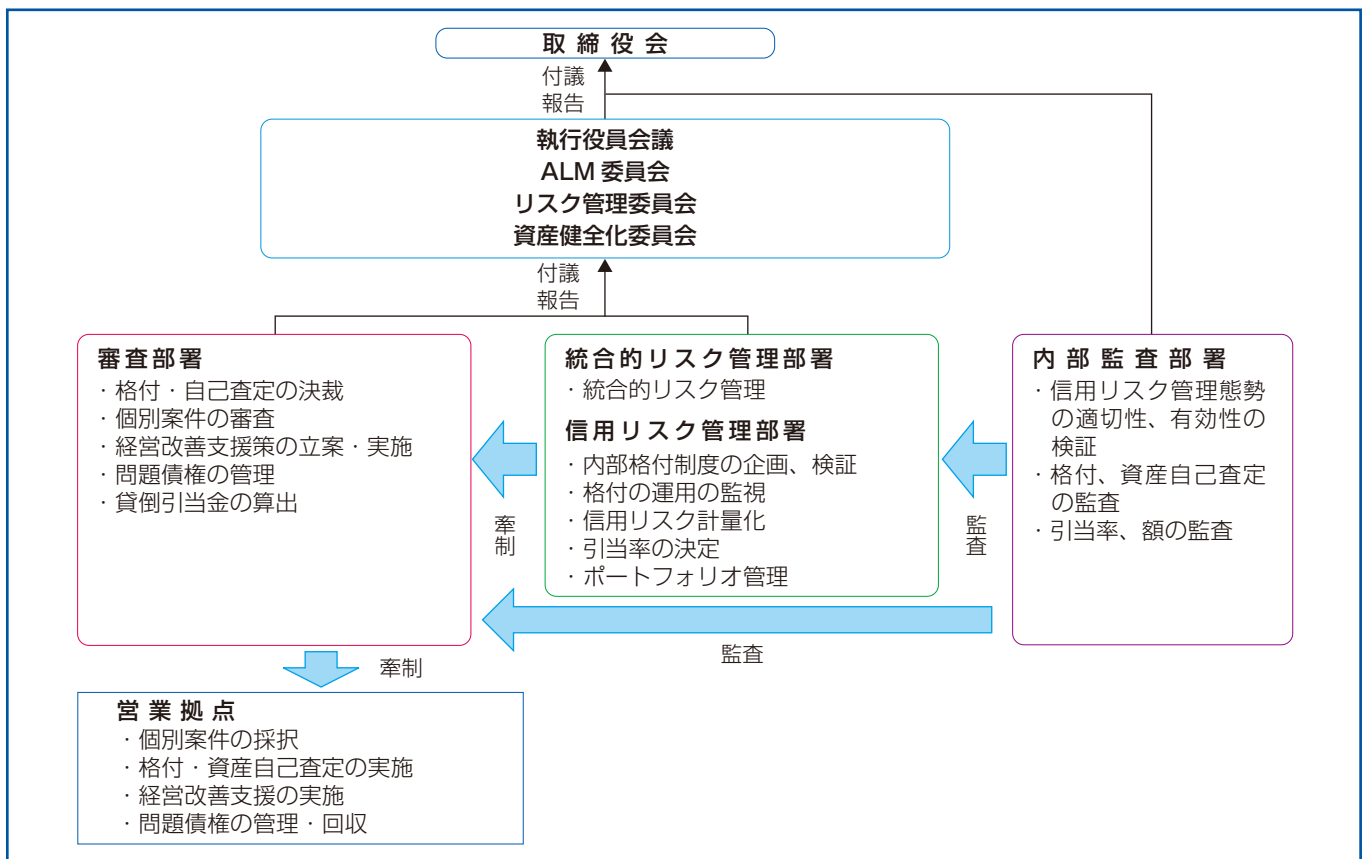 取締役会
付議
報告
執行役員会議
ALM 委員会
リスク管理委員会
資産健全化委員会
付議
報告
審査部署
・格付・自己査定の決裁
・個別案件の審査
・経営改善支援策の立案・実施
・問題債権の管理
・貸倒引当金の算出
牽制
統合的リスク管理部署
・統合的リスク管理
信用リスク管理部署
・内部格付制度の企画、検証
・格付の運用の監視
・信用リスク計量化
・引当率の決定
・ポートフォリオ管理
監査
内部監査部署
・信用リスク管理態勢
の適切性、有効性の
検証
・格付、資産自己査定
の監査
・引当率、額の監査
監査
牽制
営業拠点
・個別案件の採択
・格付・資産自己査定の実施
・経営改善支援の実施
・問題債権の管理・回収